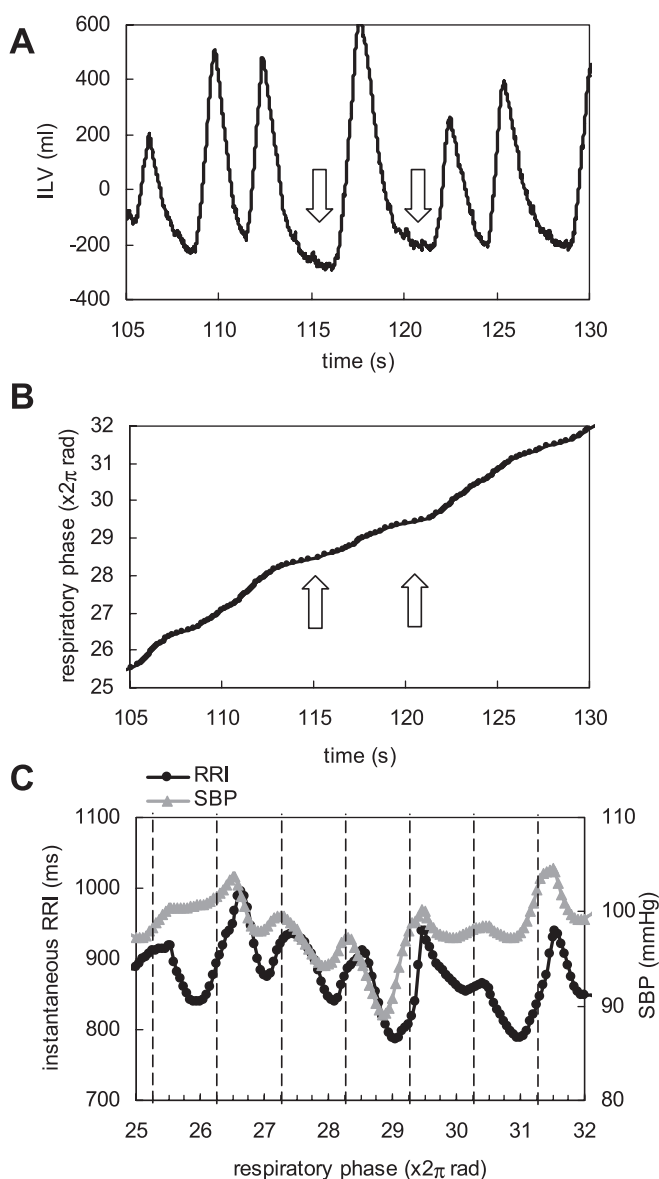 A
600
400
200
0
-200
-400
ILV (ml)
105 110 115 120 125 130
time (s)
B
32
31
30
29
28
27
26
25
respiratory phase (x2π rad)
105 110 115 120 125 130
time (s)
C
RRI
SBP
1100
1000
900
800
700
instantaneous RRI (ms)
110
100
90
80
SBP (mmHg)
25 26 27 28 29 30 31 32
respiratory phase (x2π rad)